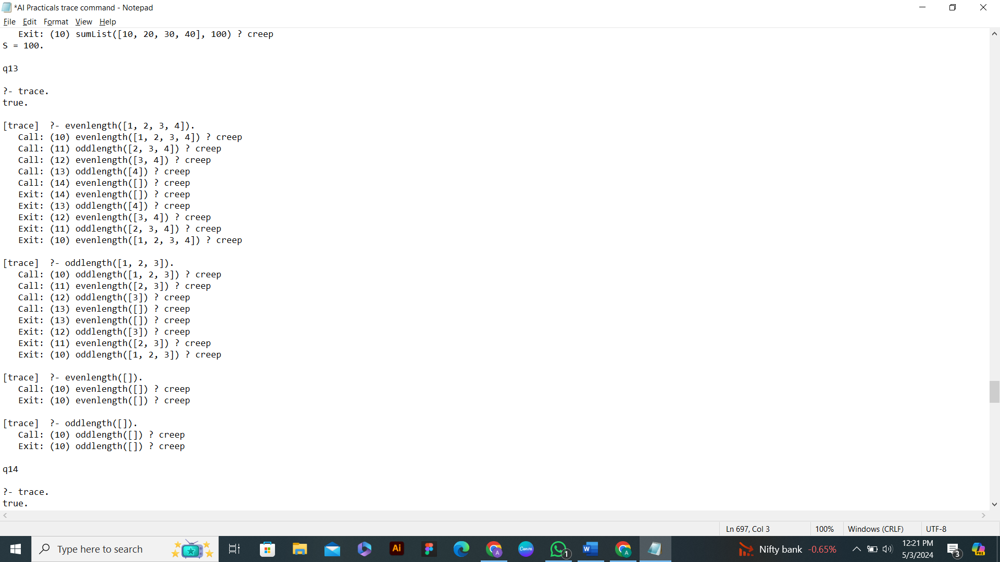 *AI Practicals trace command - Notepad
File Edit Format View Help
Exit: (10) sumList([10, 20, 30, 40], 100) ? creep
S = 100.
q13
?- trace.
true.
[trace]  ?- evenlength([1, 2, 3, 4]).
Call: (10) evenlength([1, 2, 3, 4]) ? creep
Call: (11) oddlength([2, 3, 4]) ? creep
Call: (12) evenlength([3, 4]) ? creep
Call: (13) oddlength([4]) ? creep
Call: (14) evenlength([]) ? creep
Exit: (14) evenlength([]) ? creep
Exit: (13) oddlength([4]) ? creep
Exit: (12) evenlength([3, 4]) ? creep
Exit: (11) oddlength([2, 3, 4]) ? creep
Exit: (10) evenlength([1, 2, 3, 4]) ? creep
[trace]  ?- oddlength([1, 2, 3]).
Call: (10) oddlength([1, 2, 3]) ? creep
Call: (11) evenlength([2, 3]) ? creep
Call: (12) oddlength([3]) ? creep
Call: (13) evenlength([]) ? creep
Exit: (13) evenlength([]) ? creep
Exit: (12) oddlength([3]) ? creep
Exit: (11) evenlength([2, 3]) ? creep
Exit: (10) oddlength([1, 2, 3]) ? creep
[trace]  ?- evenlength([]).
Call: (10) evenlength([]) ? creep
Exit: (10) evenlength([]) ? creep
[trace]  ?- oddlength([]).
Call: (10) oddlength([]) ? creep
Exit: (10) oddlength([]) ? creep
q14
?- trace.
true.
Ln 697, Col 3 100% Windows (CRLF) UTF-8
Type here to search Ai Canva 1 W A A Nifty bank -0.65% 12:21 PM 3 PRE
5/3/2024